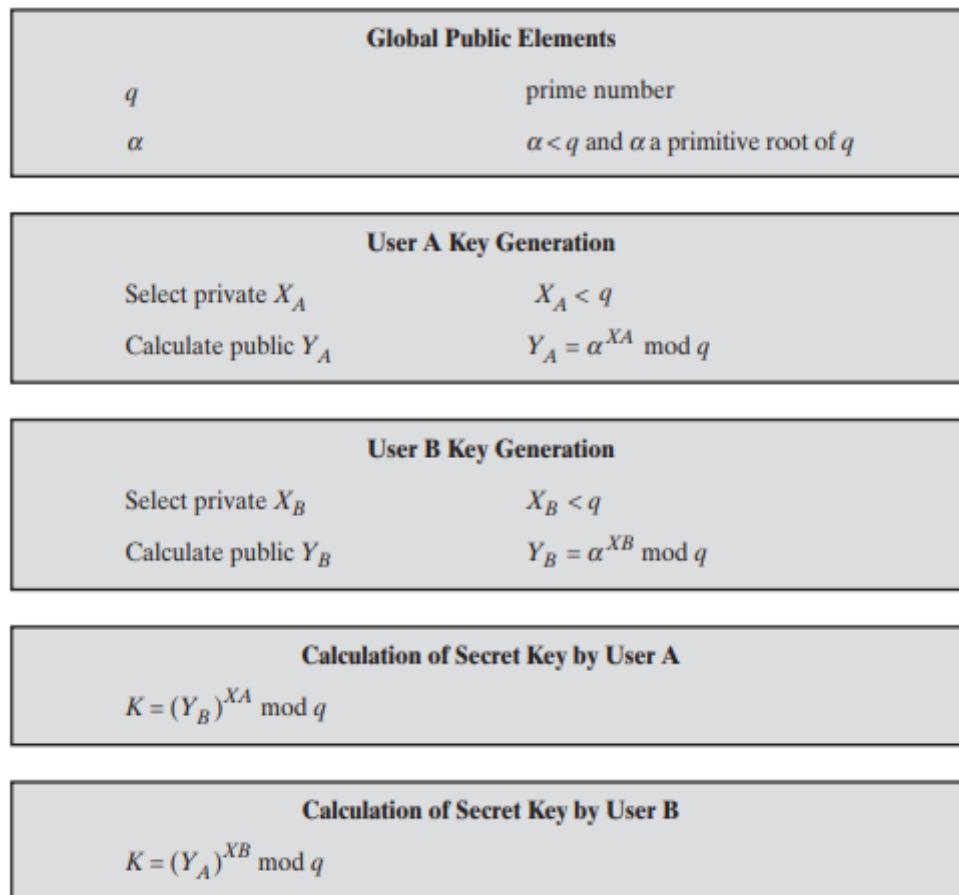 Global Public Elements
q prime number
α α < q and α a primitive root of q
User A Key Generation
Select private X_A X_A < q
Calculate public Y_A Y_A = α^XA mod q
User B Key Generation
Select private X_B X_B < q
Calculate public Y_B Y_B = α^XB mod q
Calculation of Secret Key by User A
K = (Y_B)^XA mod q
Calculation of Secret Key by User B
K = (Y_A)^XB mod q